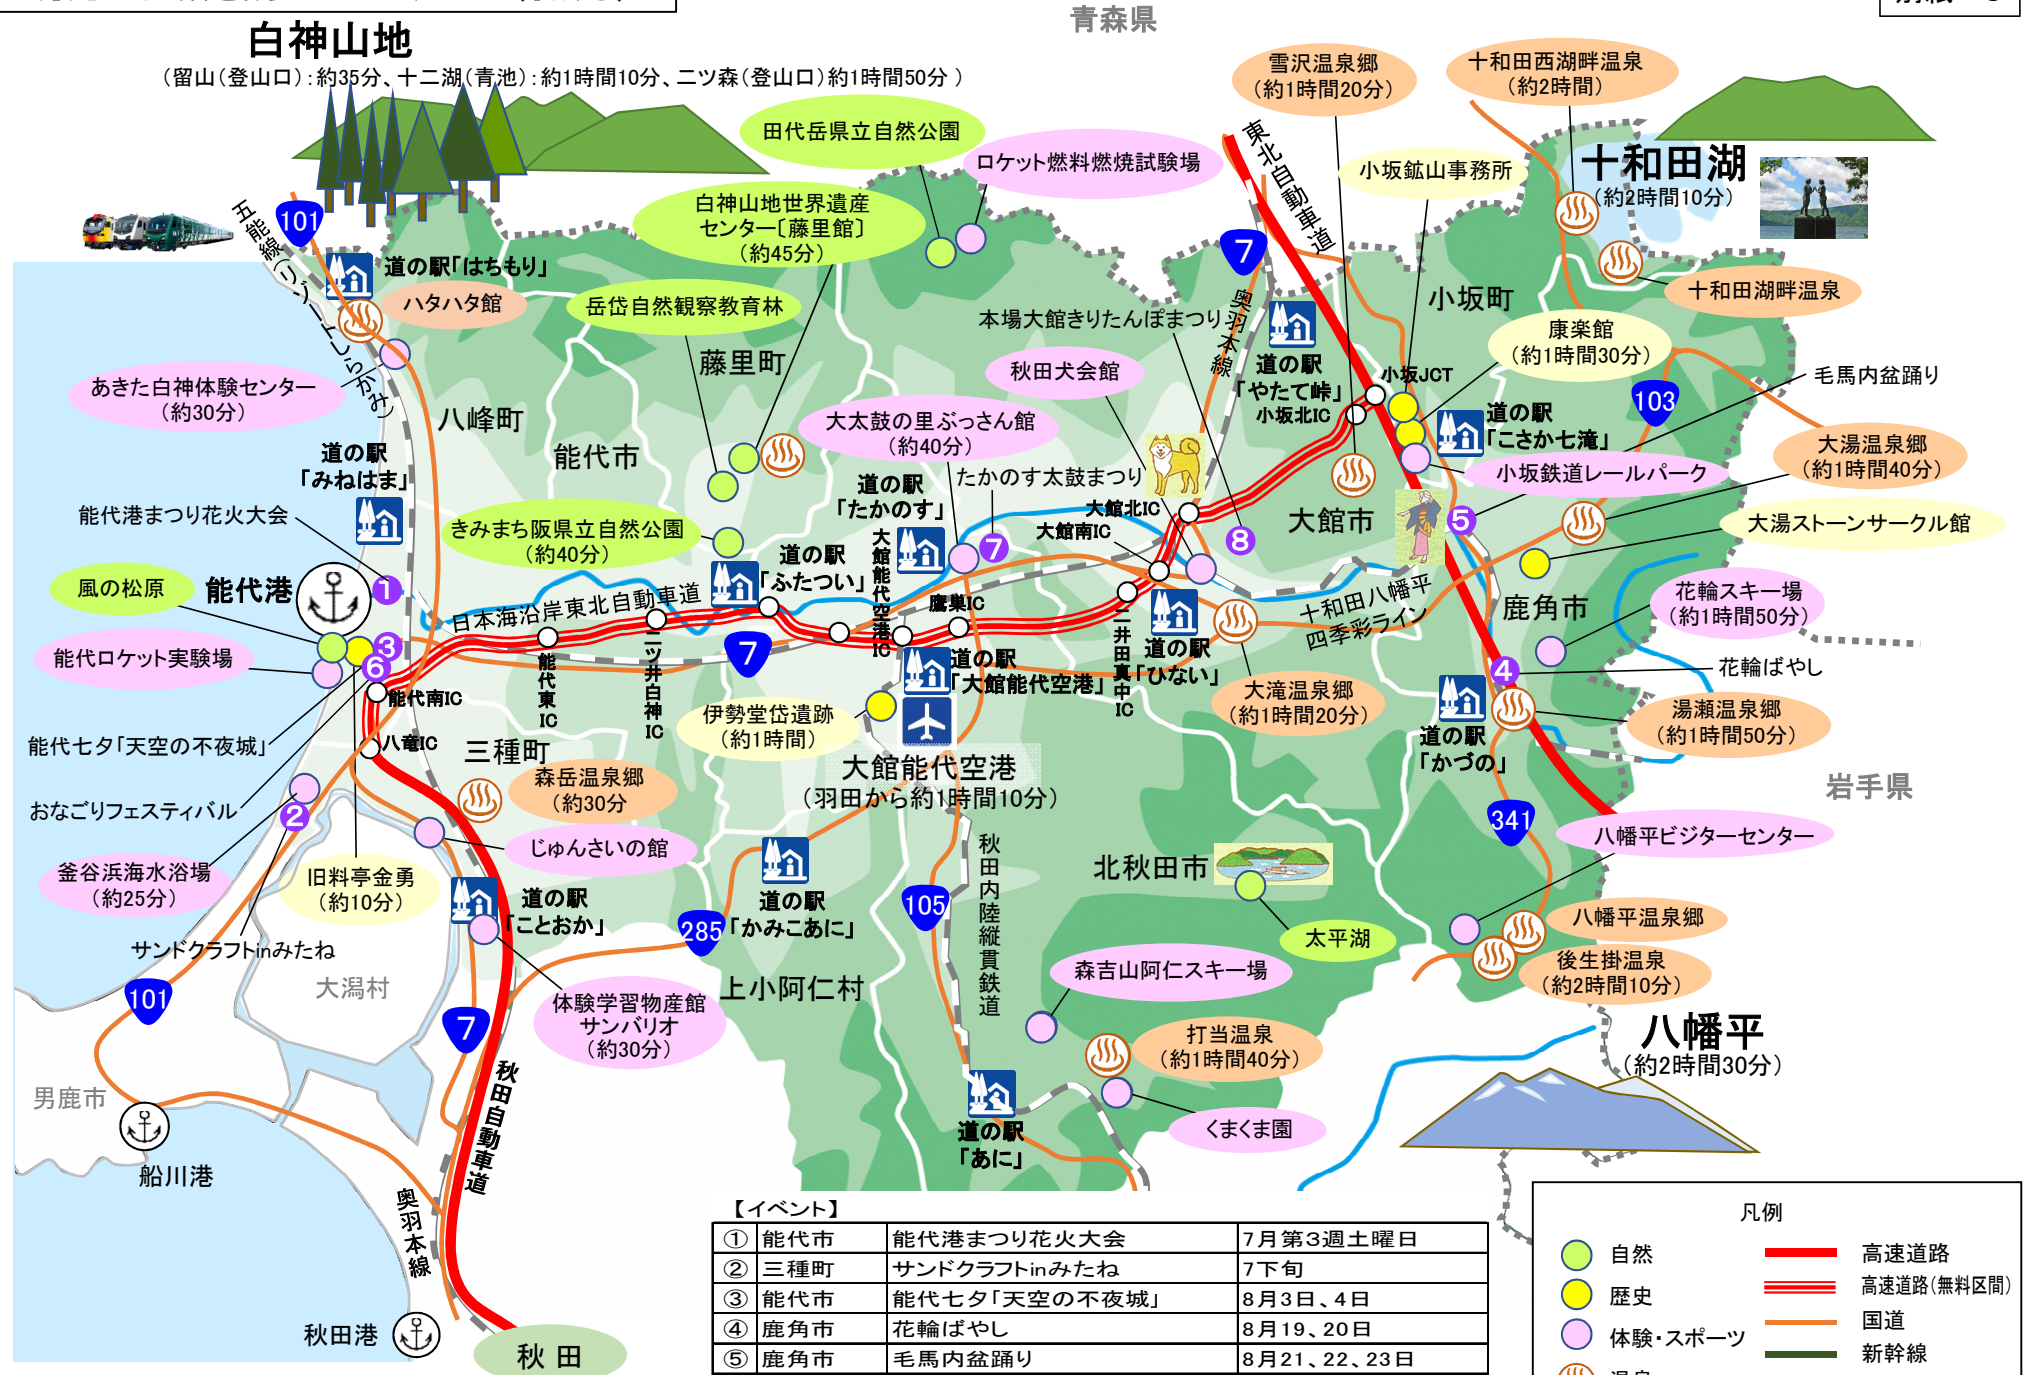 白神山地
（留山（登山口）：約35分、十二湖（青池）：約1時間10分、二ツ森（登山口）約1時間50分 ）
青森県
雪沢温泉郷
（約1時間20分）
十和田西湖畔温泉
（約2時間）
田代岳県立自然公園
ロケット燃料燃焼試験場
東北自動車道
小坂鉱山事務所
十和田湖
（約2時間10分）
白神山地世界遺産
センター〔藤里館〕
（約45分）
五能線（リゾートしらかみ）
101
7
道の駅「はちもり」
ハタハタ館
岳岱自然観察教育林
本場大館きりたんぽまつり
奥羽本線
小坂町
十和田湖畔温泉
康楽館
（約1時間30分）
藤里町
秋田犬会館
道の駅
「やたて峠」
小坂JCT
小坂北IC
毛馬内盆踊り
103
あきた白神体験センター
（約30分）
八峰町
大太鼓の里ぶっさん館
（約40分）
道の駅
「こさか七滝」
能代市
道の駅
「みねはま」
たかのす太鼓まつり
小坂鉄道レールパーク
大湯温泉郷
（約1時間40分）
道の駅
「たかのす」
大館北IC
大館南IC
大館市
能代港まつり花火大会
きみまち阪県立自然公園
（約40分）
大館能代空港IC
7
8
5
大湯ストーンサークル館
道の駅
「ふたつい」
風の松原
能代港
1
日本海沿岸東北自動車道
鷹巣IC
十和田八幡平
四季彩ライン
鹿角市
花輪スキー場
（約1時間50分）
能代ロケット実験場
3
6
能代南IC
能代東IC
二ツ井白神IC
7
道の駅
「大館能代空港」
二井田真中IC
道の駅
「ひない」
4
花輪ばやし
大滝温泉郷
（約1時間20分）
伊勢堂岱遺跡
（約1時間）
湯瀬温泉郷
（約1時間50分）
道の駅
「かづの」
能代七夕「天空の不夜城」
八竜IC
三種町
大館能代空港
（羽田から約1時間10分）
岩手県
森岳温泉郷
（約30分
おなごりフェスティバル
2
341
八幡平ビジターセンター
じゅんさいの館
釜谷浜海水浴場
（約25分）
旧料亭金勇
（約10分）
秋田内陸縦貫鉄道
北秋田市
道の駅
「ことおか」
道の駅
「かみこあに」
285
105
八幡平温泉郷
太平湖
サンドクラフトinみたね
後生掛温泉
（約2時間10分）
森吉山阿仁スキー場
大潟村
101
上小阿仁村
体験学習物産館
サンバリオ
（約30分）
7
八幡平
（約2時間30分）
打当温泉
（約1時間40分）
男鹿市
秋田自動車道
くまくま園
道の駅
「あに」
船川港
奥羽本線
秋田港
秋 田
【イベント】
① 能代市 能代港まつり花火大会 7月第3週土曜日
② 三種町 サンドクラフトinみたね 7下旬
③ 能代市 能代七夕「天空の不夜城」 8月3日、4日
④ 鹿角市 花輪ばやし 8月19、20日
⑤ 鹿角市 毛馬内盆踊り 8月21、22、23日
凡例
自然
高速道路
歴史
高速道路（無料区間）
体験・スポーツ
国道
新幹線